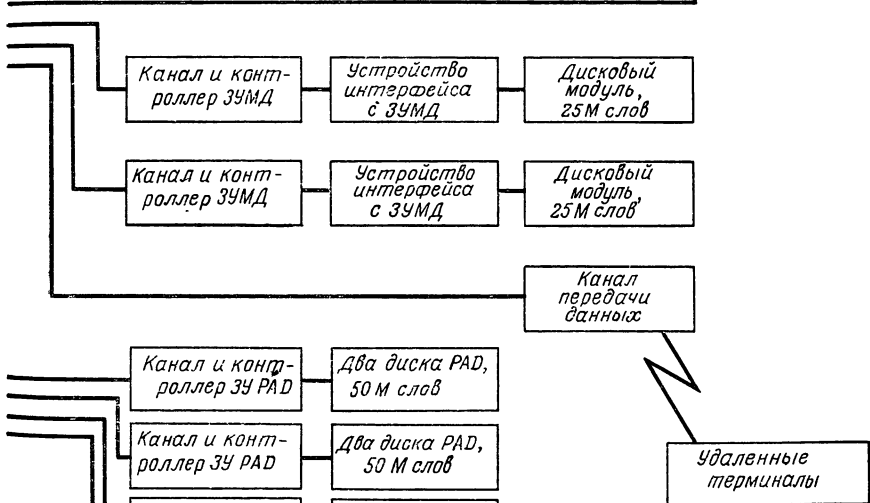 Канал и конт-
роллер ЗУМД
Устройство
интерфейса
с ЗУМД
Дисковый
модуль,
25М слов
Канал и конт-
роллер ЗУМД
Устройство
интерфейса
с ЗУМД
Дисковый
модуль,
25М слов
Канал
передачи
данных
Канал и конт-
роллер ЗУ PAD
Два диска PAD,
50 М слов
Канал и конт-
роллер ЗУ PAD
Два диска PAD,
50 М слов
Удаленные
терминалы